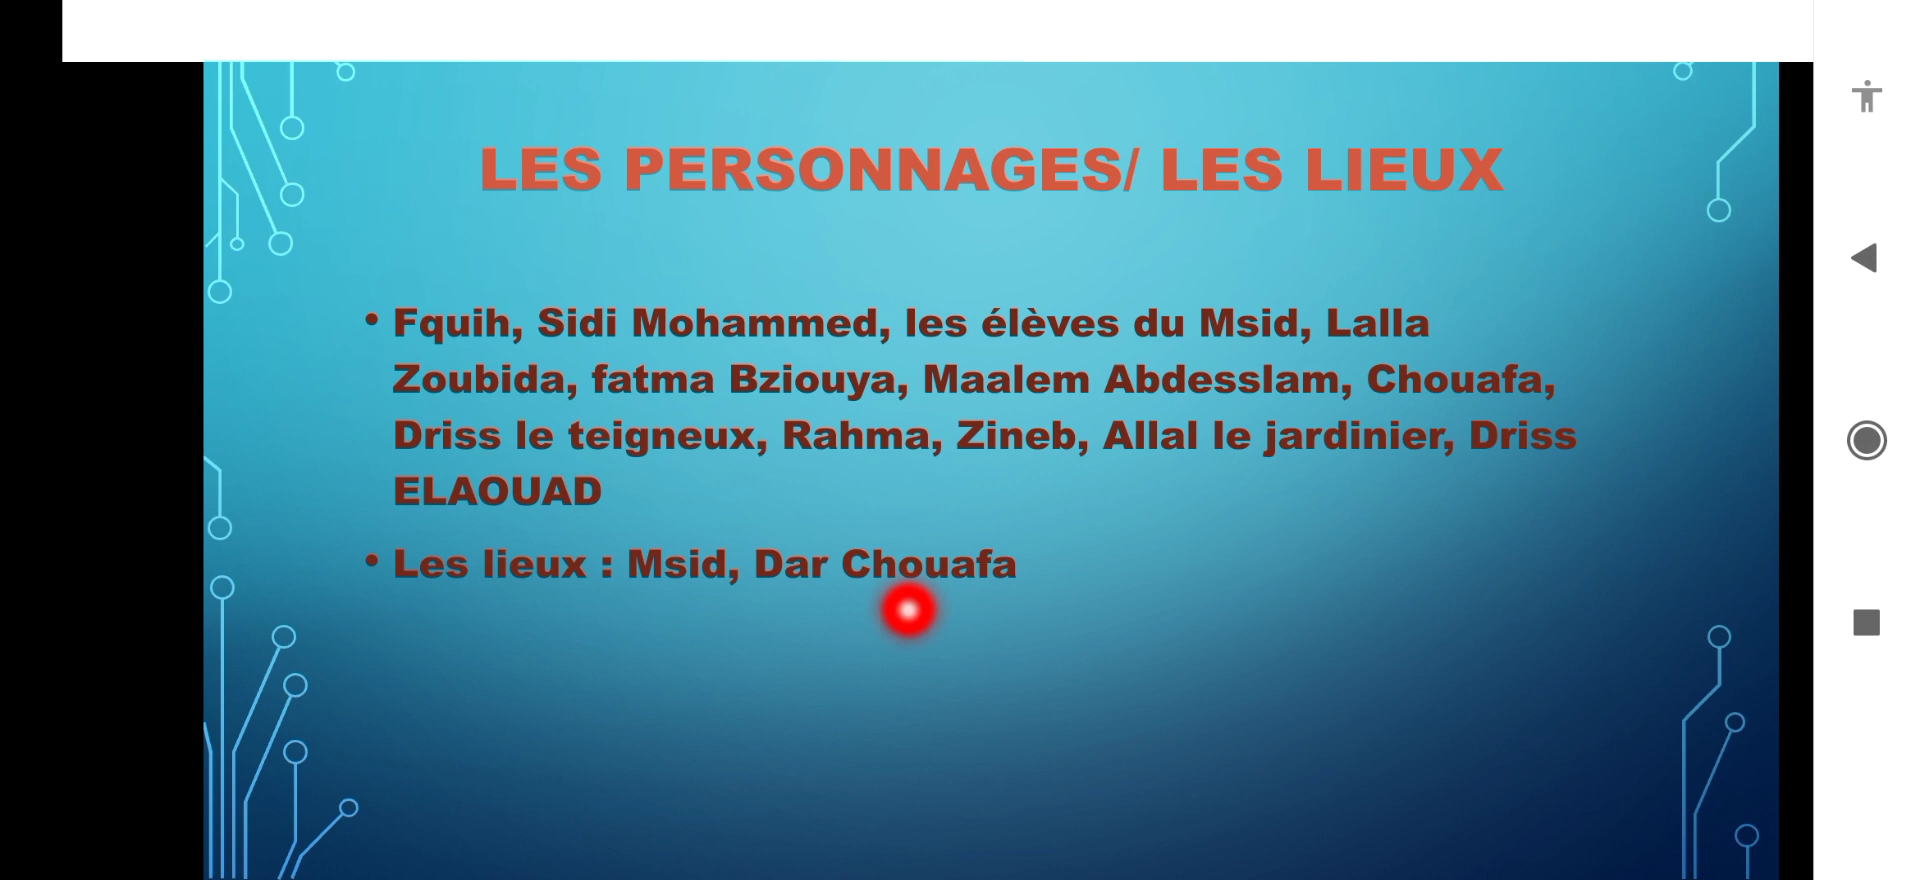 LES PERSONNAGES/ LES LIEUX
• Fquih, Sidi Mohammed, les élèves du Msid, Lalla
Zoubida, fatma Bziouya, Maalem Abdesslam, Chouafa,
Driss le teigneux, Rahma, Zineb, Allal le jardinier, Driss
ELAOUAD
• Les lieux : Msid, Dar Chouafa